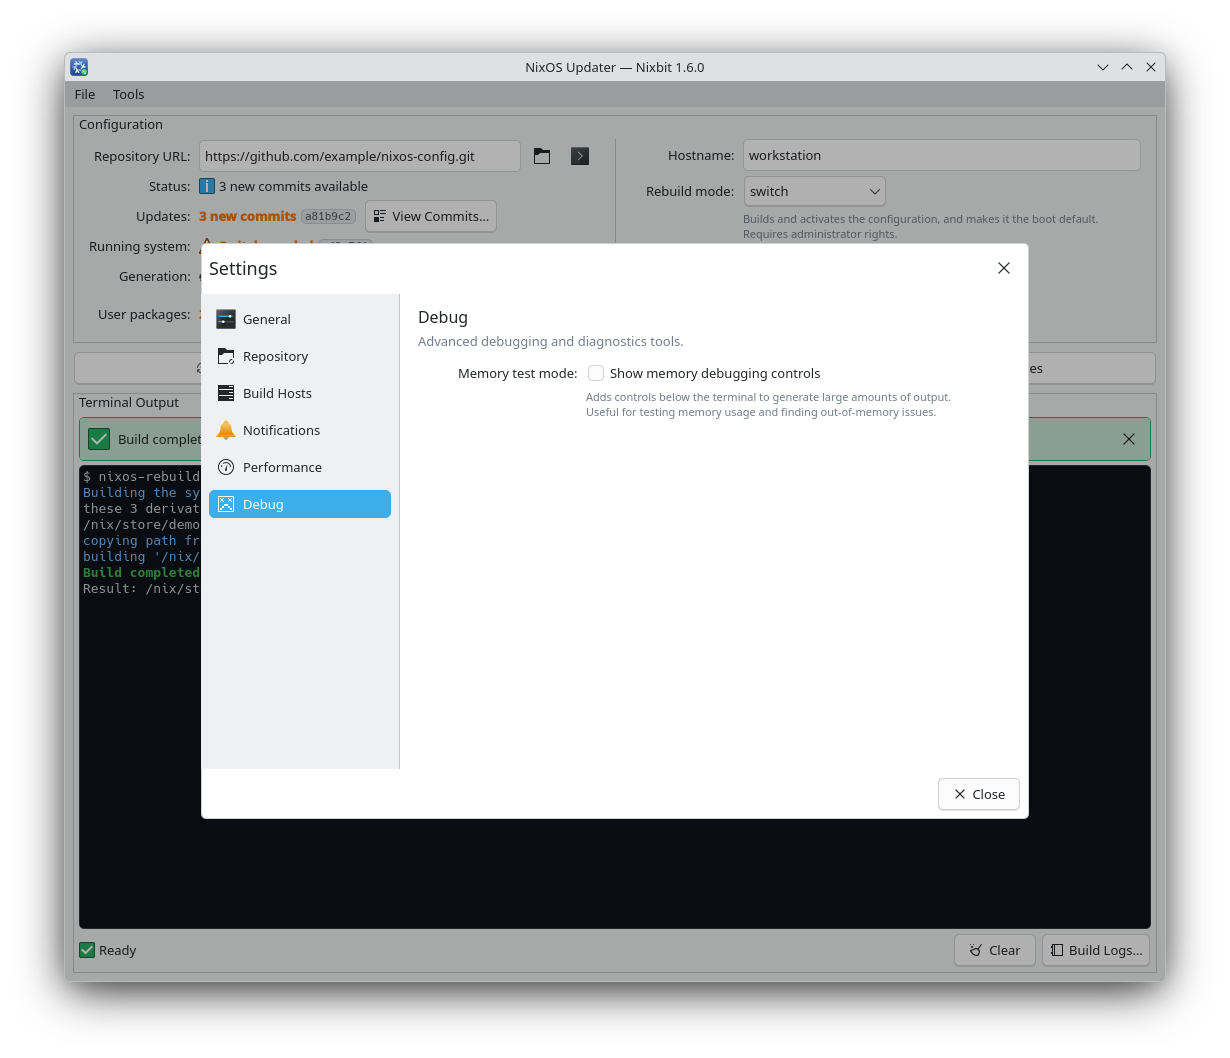 NixOS Updater — Nixbit 1.6.0
File Tools
Configuration
Repository URL: https://github.com/example/nixos-config.git
Hostname: workstation
Status: 3 new commits available
Rebuild mode: switch
Updates: 3 new commits a81b9c2 View Commits...
Builds and activates the configuration, and makes it the boot default.
Requires administrator rights.
Running system:
Generation:
User packages:
Settings
General
Repository
Build Hosts
Notifications
Performance
Debug
Debug
Advanced debugging and diagnostics tools.
Memory test mode: Show memory debugging controls
Adds controls below the terminal to generate large amounts of output.
Useful for testing memory usage and finding out-of-memory issues.
Close
Terminal Output
Build complet
$ nixos-rebuild
Building the sy
these 3 derivat
/nix/store/demo
copying path fr
building '/nix/
Build completed
Result: /nix/st
Ready
Clear
Build Logs...